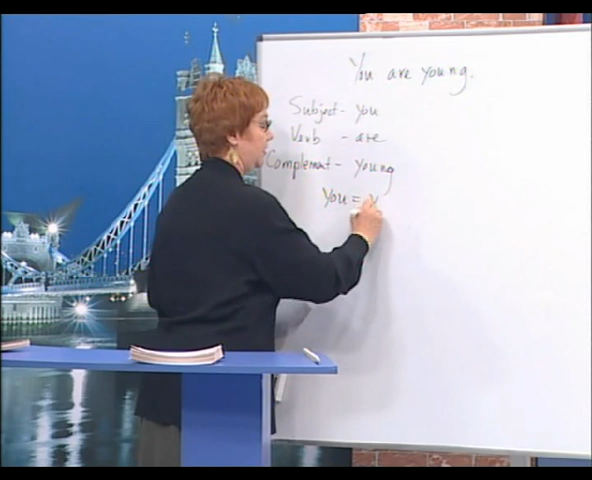 You are young.
Subject - you
Verb - are
Complement - young
You = y